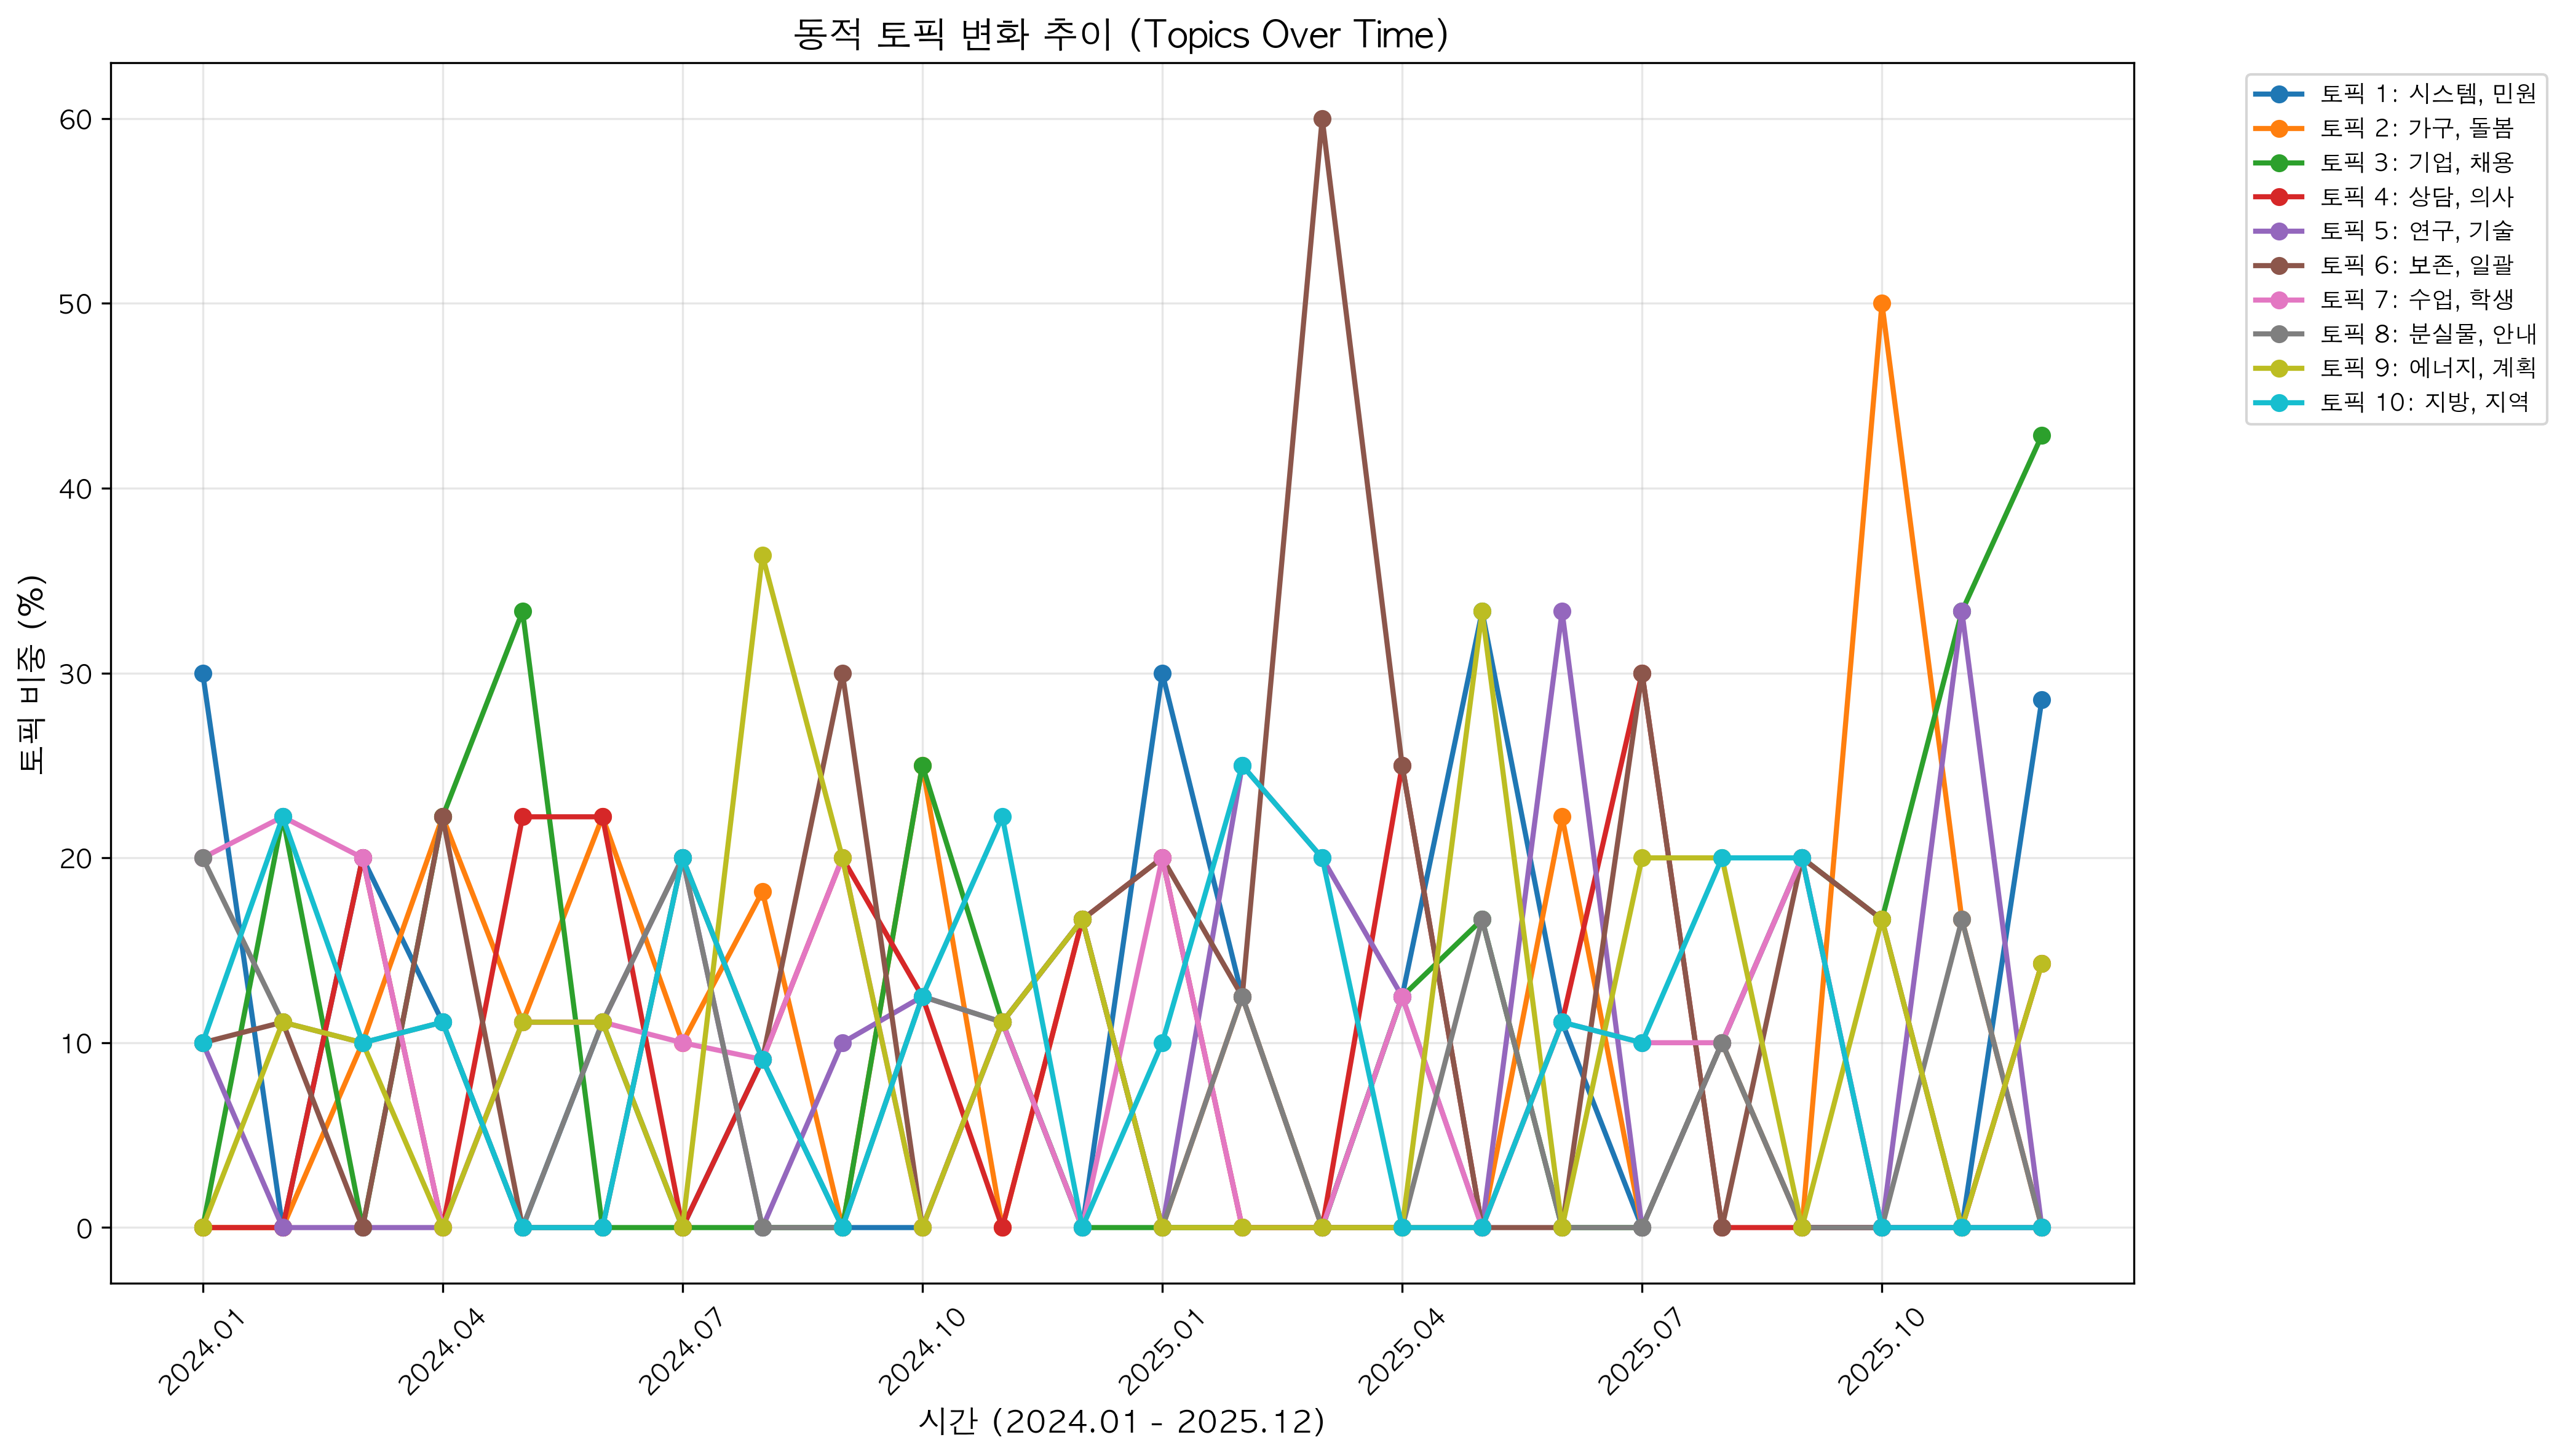 동적 토픽 변화 추이 (Topics Over Time)
토픽 비중 (%)
60
50
40
30
20
10
0
2024.01
2024.04
2024.07
2024.10
2025.01
2025.04
2025.07
2025.10
시간 (2024.01 - 2025.12)
토픽 1: 시스템, 민원
토픽 2: 가구, 돌봄
토픽 3: 기업, 채용
토픽 4: 상담, 의사
토픽 5: 연구, 기술
토픽 6: 보존, 일괄
토픽 7: 수업, 학생
토픽 8: 분실물, 안내
토픽 9: 에너지, 계획
토픽 10: 지방, 지역